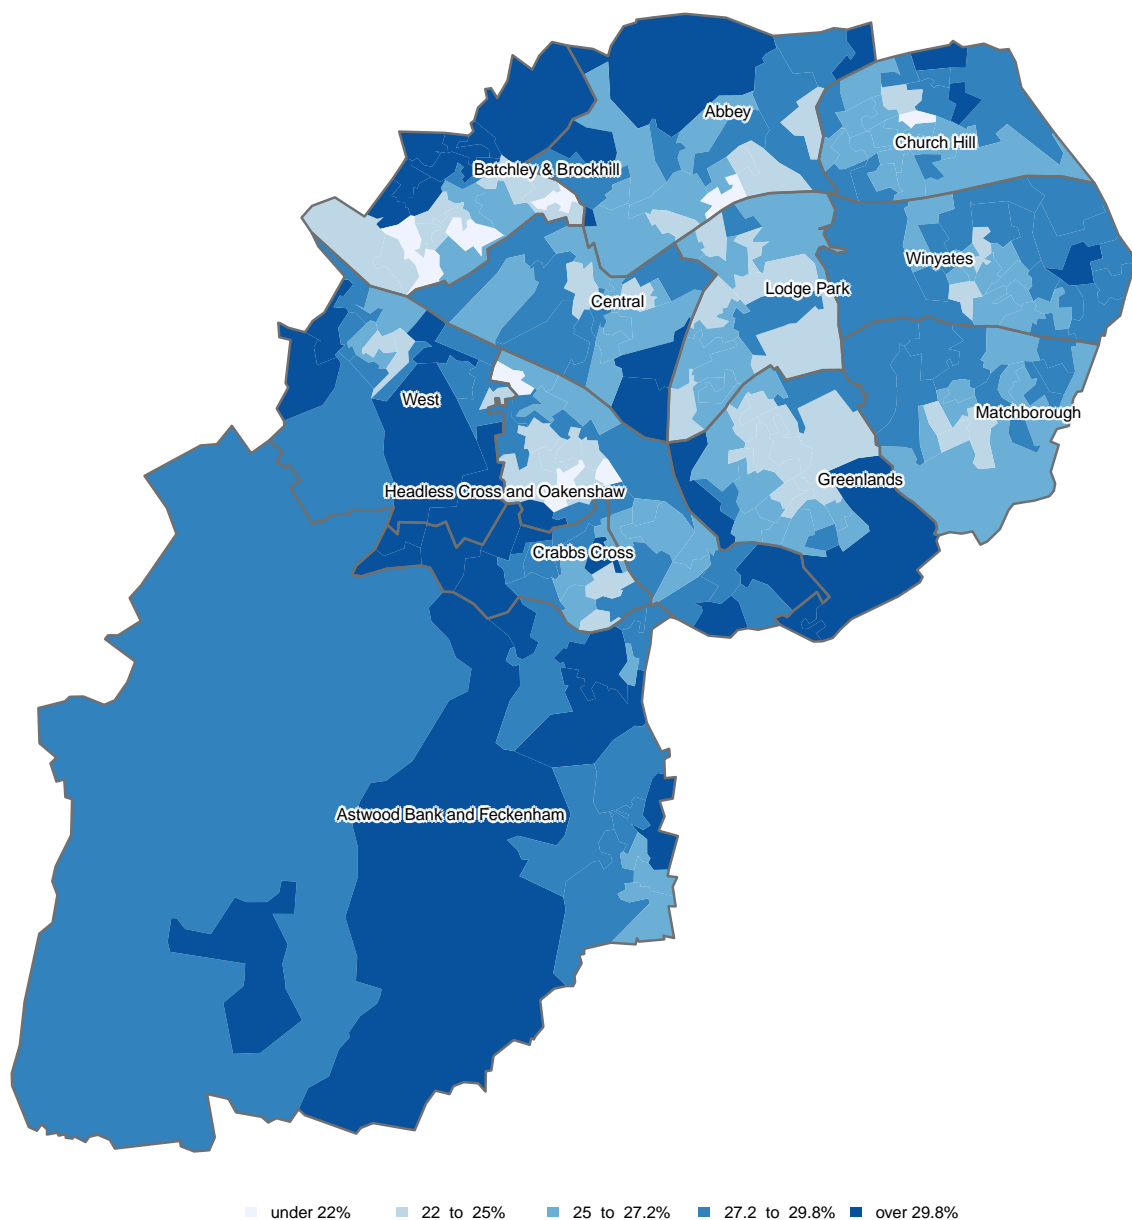 Abbey
Church Hill
Batchley & Brockhill
Winyates
Lodge Park
Central
West
Matchborough
Greenlands
Headless Cross and Oakenshaw
Crabbs Cross
Astwood Bank and Feckenham
under 22% 22 to 25% 25 to 27.2% 27.2 to 29.8% over 29.8%